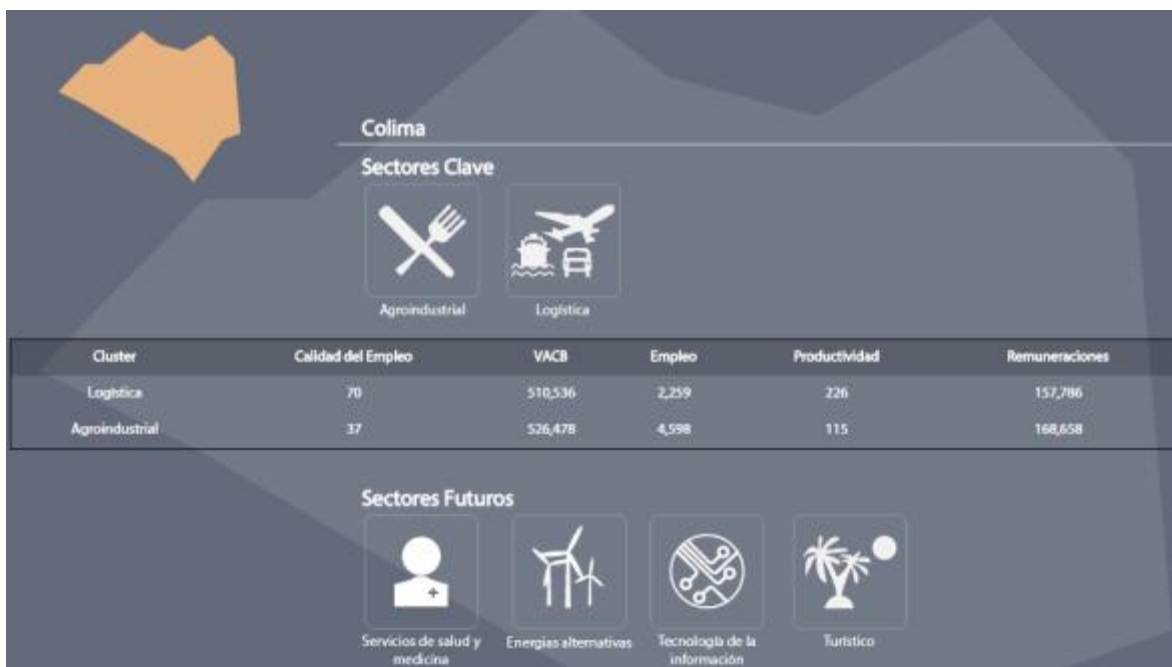 Colima
Sectores Clave
Agroindustrial Logística
Cluster Calidad del Empleo VACB Empleo Productividad Remuneraciones
Logística 70 510,536 2,259 226 157,786
Agroindustrial 37 526,478 4,598 115 168,658
Sectores Futuros
Servicios de salud y medicina Energias alternativas Tecnología de la información Turístico